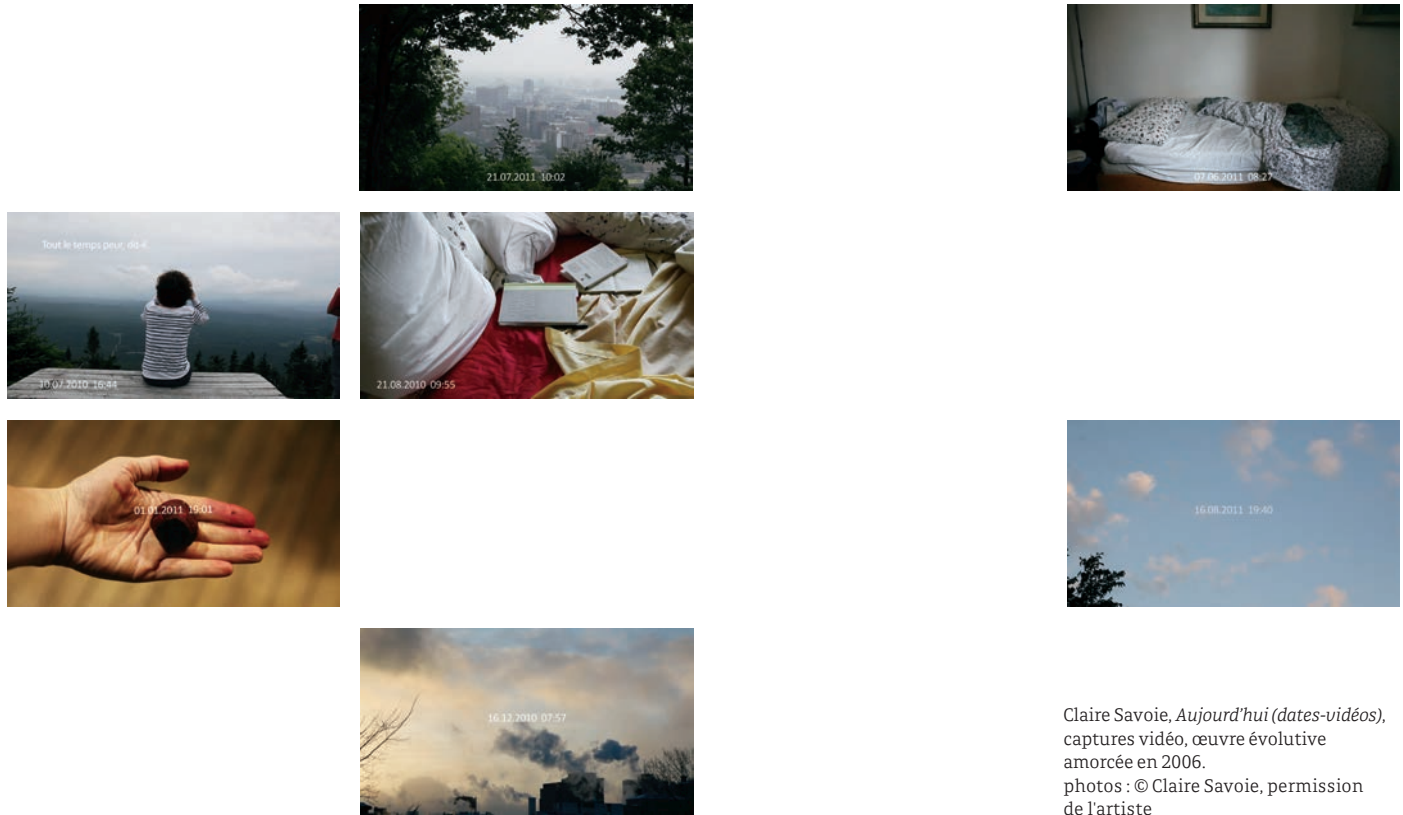 21.07.2011 10:02
07.06.2011 08:27
Tout le temps peur, dit-il.
10.07.2010 16:44
21.08.2010 09:55
01.01.2011 19:01
16.08.2011 19:40
16.12.2010 07:57
Claire Savoie, Aujourd’hui (dates-vidéos),
captures vidéo, œuvre évolutive
amorcée en 2006.
photos : © Claire Savoie, permission
de l'artiste